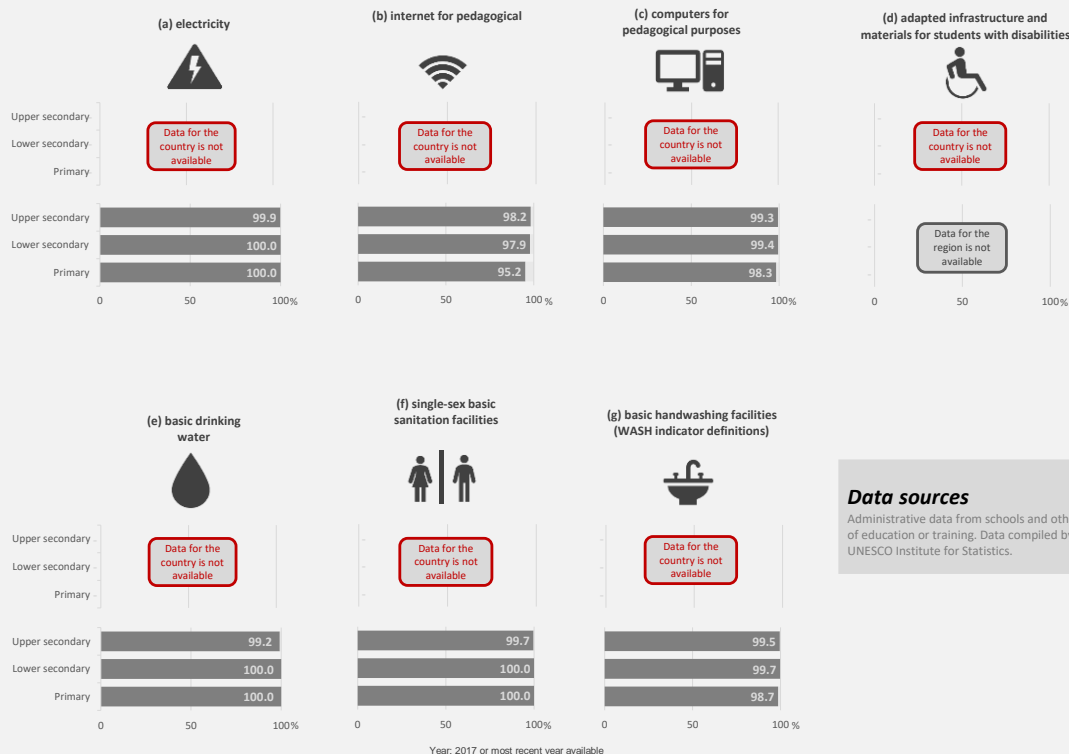 (a) electricity
(b) internet for pedagogical
(c) computers for
pedagogical purposes
(d) adapted infrastructure and
materials for students with disabilities
Upper secondary
Lower secondary
Primary
Data for the
country is not
available
Data for the
country is not
available
Data for the
country is not
available
Data for the
country is not
available
Upper secondary
Lower secondary
Primary
99.9
100.0
100.0
98.2
97.9
95.2
99.3
99.4
98.3
Data for the
region is not
available
0 50 100%
0 50 100 %
0 50 100 %
0 50 100 %
(e) basic drinking
water
(f) single-sex basic
sanitation facilities
(g) basic handwashing facilities
(WASH indicator definitions)
Upper secondary
Lower secondary
Primary
Data for the
country is not
available
Data for the
country is not
available
Data for the
country is not
available
Data sources
Administrative data from schools and
of education or training. Data compiled
UNESCO Institute for Statistics.
Upper secondary
Lower secondary
Primary
99.2
100.0
100.0
99.7
100.0
100.0
99.5
99.7
98.7
0 50 100%
0 50 100 %
0 50 100 %
Year: 2017 or most recent year available